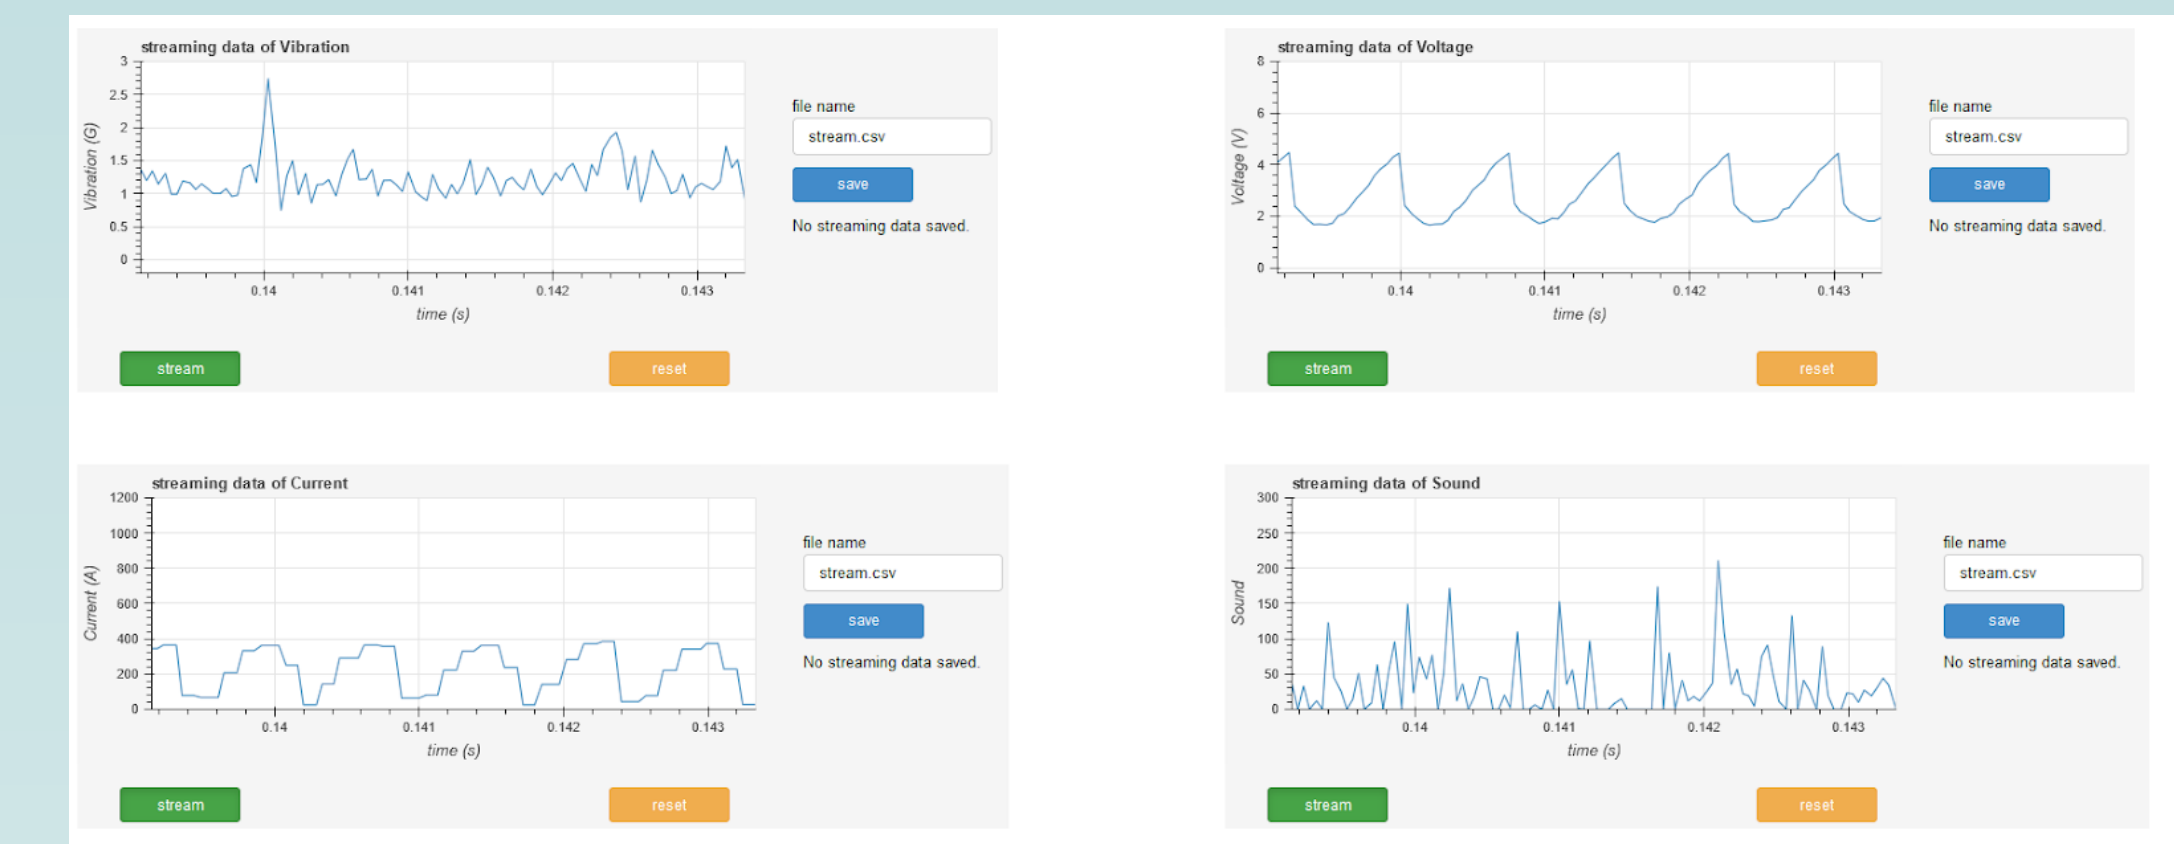 streaming data of Vibration
3
2.5
2
1.5
1
0.5
0
Vibration (G)
0.14 0.141 0.142 0.143
time (s)
file name
stream.csv
save
No streaming data saved.
stream reset
streaming data of Voltage
8
6
4
2
0
Voltage (V)
0.14 0.141 0.142 0.143
time (s)
file name
stream.csv
save
No streaming data saved.
stream reset
streaming data of Current
1200
1000
800
600
400
200
0
Current (A)
0.14 0.141 0.142 0.143
time (s)
file name
stream.csv
save
No streaming data saved.
stream reset
streaming data of Sound
300
250
200
150
100
50
0
Sound
0.14 0.141 0.142 0.143
time (s)
file name
stream.csv
save
No streaming data saved.
stream reset